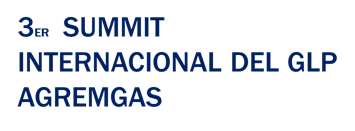 3ER SUMMIT
INTERNACIONAL DEL GLP
AGREMGAS